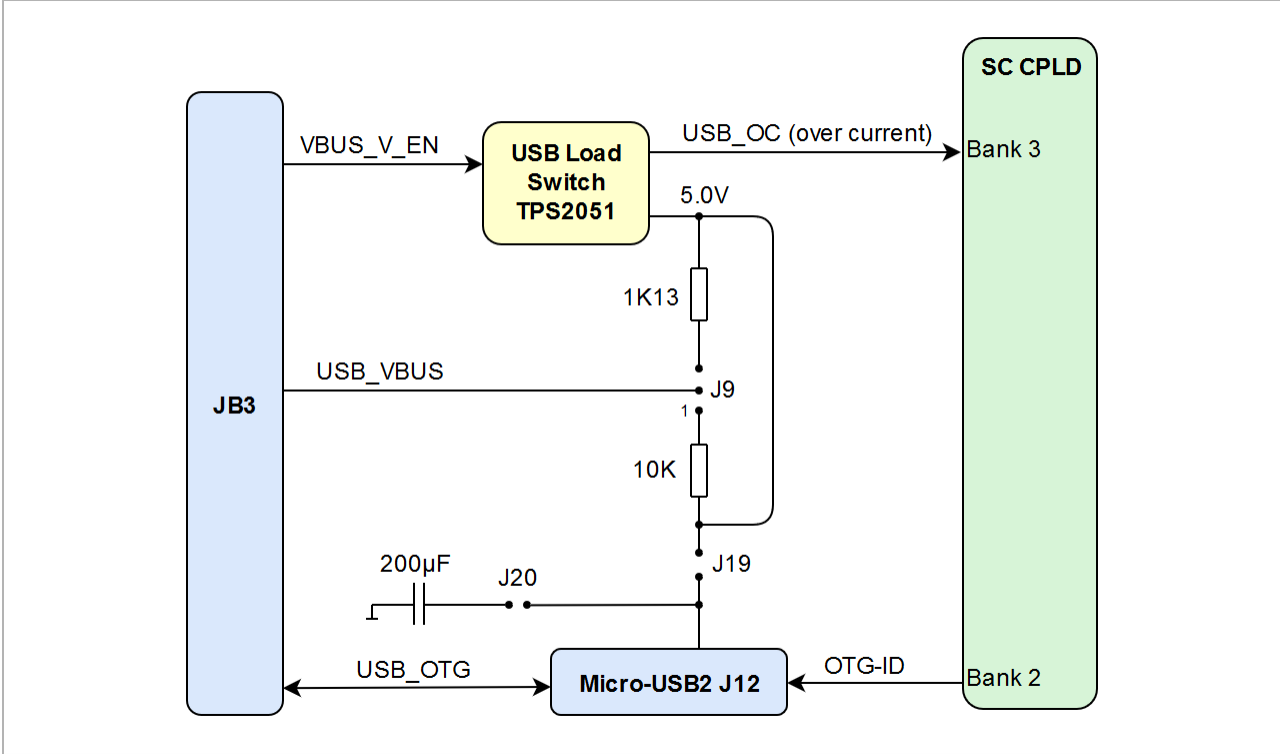 SC CPLD
USB_OC (over current)
Bank 3
VBUS_V_EN
USB Load
Switch
TPS2051
5.0V
1K13
USB_VBUS
J9
JB3
1
10K
200µF
J20
J19
USB_OTG
Micro-USB2 J12
OTG-ID
Bank 2